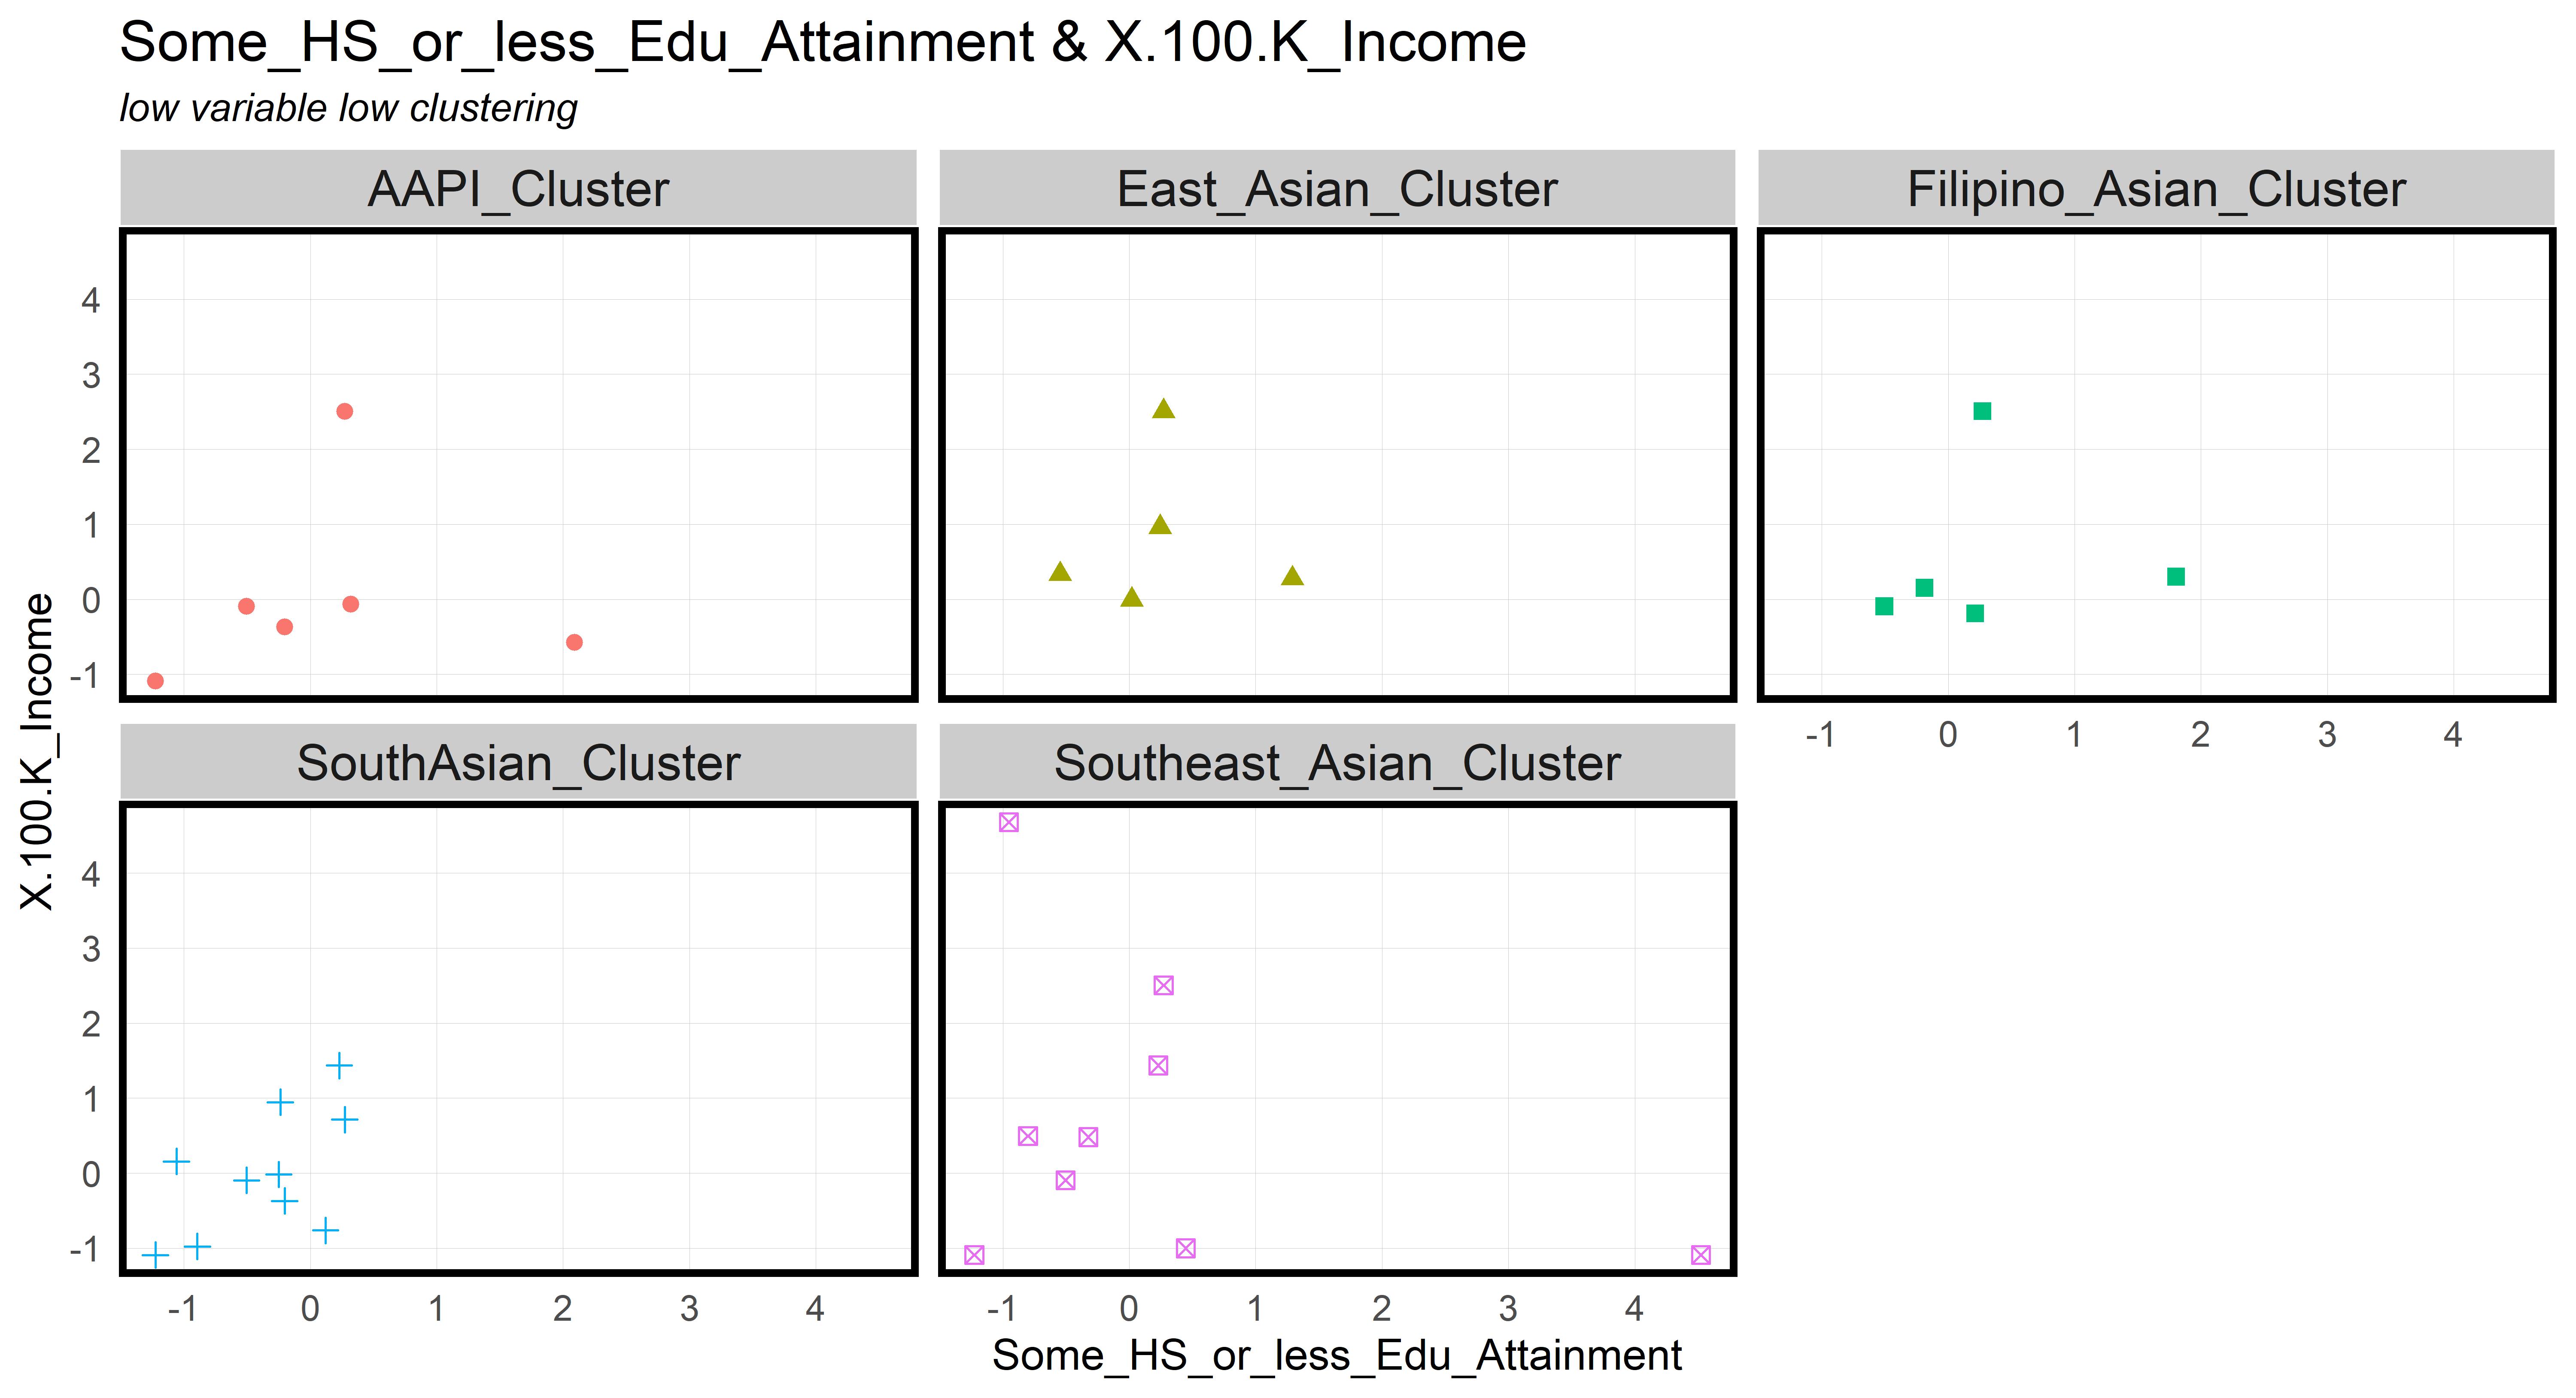 Some_HS_or_less_Edu_Attainment & X.100.K_Income
low variable low clustering
AAPI_Cluster
East_Asian_Cluster
Filipino_Asian_Cluster
4
3
2
1
0
-1
-1 0 1 2 3 4
SouthAsian_Cluster
Southeast_Asian_Cluster
X.100.K_Income
4
3
2
1
0
-1
-1 0 1 2 3 4
-1 0 1 2 3 4
Some_HS_or_less_Edu_Attainment